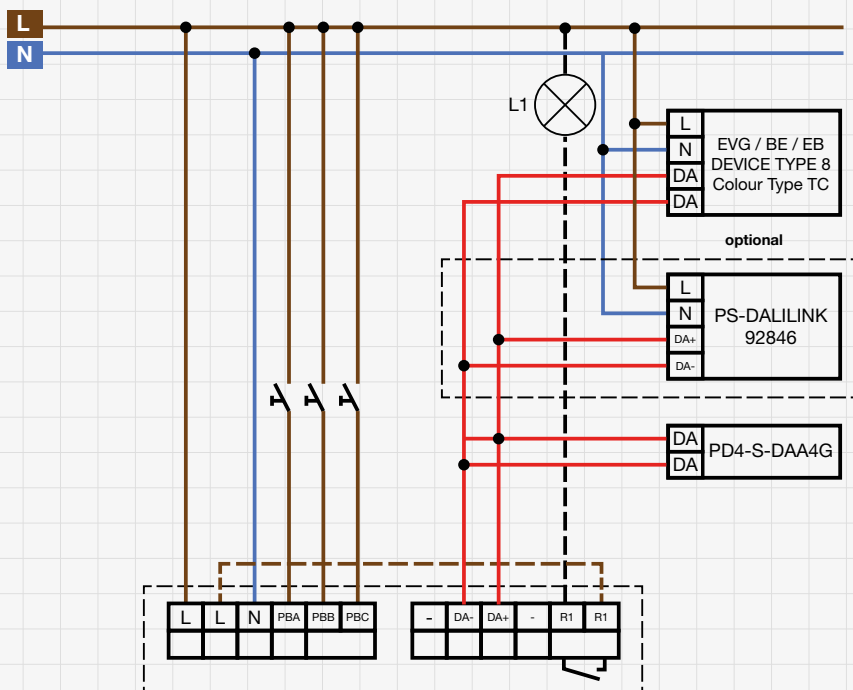 L
N
L1
L
N
DA
DA
EVG / BE / EB
DEVICE TYPE 8
Colour Type TC
optional
L
N
DA+
DA-
PS-DALILINK
92846
DA
DA
PD4-S-DAA4G
L L N PBA PBB PBC
- DA- DA+ - R1 R1